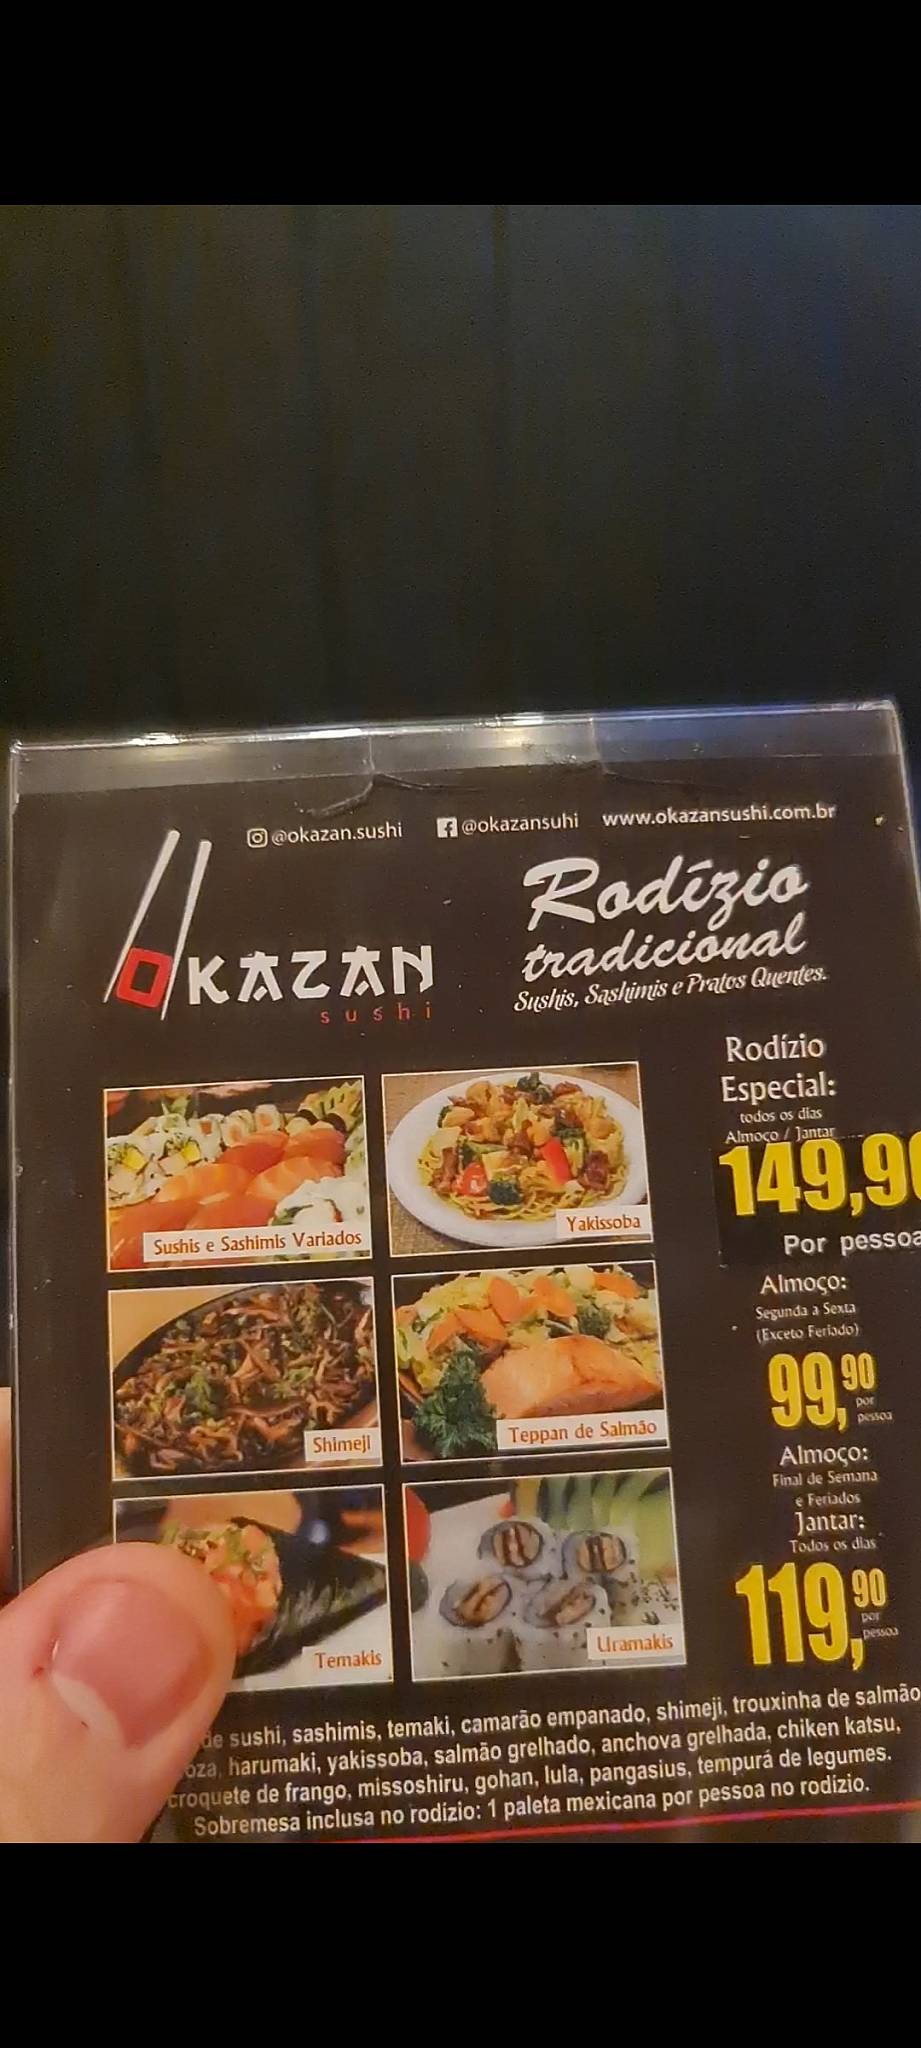 @okazan.sushi @okazansuhi www.okazansushi.com.br
OKAZAN
sushi
Rodízio
tradicional
Sushis, Sashimis e Pratos Quentes.
Sushis e Sashimis Variados
Yakissoba
Shimeji
Teppan de Salmão
Temakis
Uramakis
Rodízio
Especial:
todos os dias
Almoço / Jantar
149,90
Por pessoa
Almoço:
Segunda a Sexta
(Exceto Feriado)
99,90
por
pessoa
Almoço:
Final de Semana
e Feriados
Jantar:
Todos os dias
119,90
por
pessoa
de sushi, sashimis, temaki, camarão empanado, shimeji, trouxinha de salmão
harumaki, yakissoba, salmão grelhado, anchova grelhada, chiken katsu,
croquete de frango, missoshiru, gohan, lula, pangasius, tempurá de legumes.
Sobremesa inclusa no rodízio: 1 paleta mexicana por pessoa no rodízio.